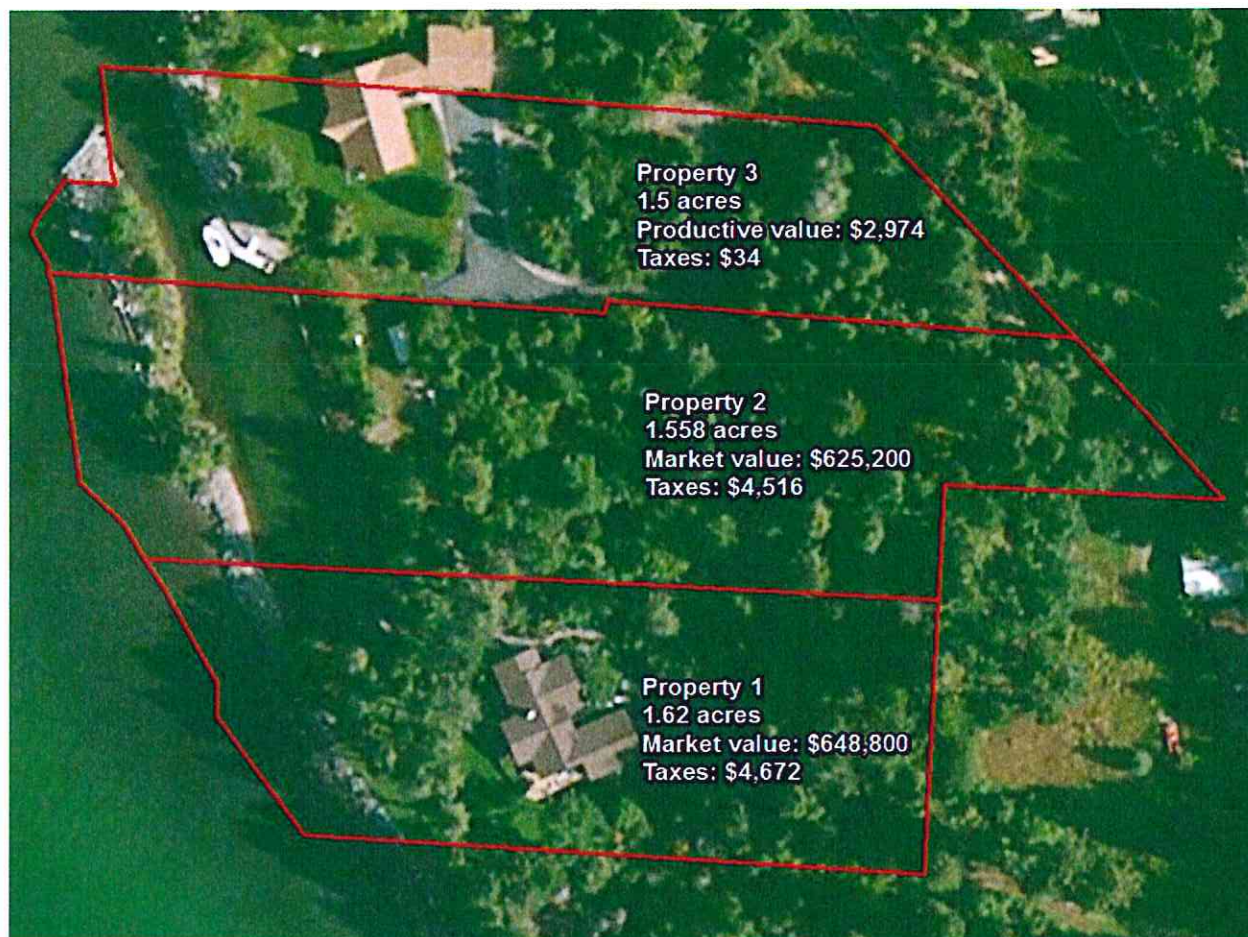 Property 3
1.5 acres
Productive value: $2,974
Taxes: $34
Property 2
1.558 acres
Market value: $625,200
Taxes: $4,516
Property 1
1.62 acres
Market value: $648,800
Taxes: $4,672